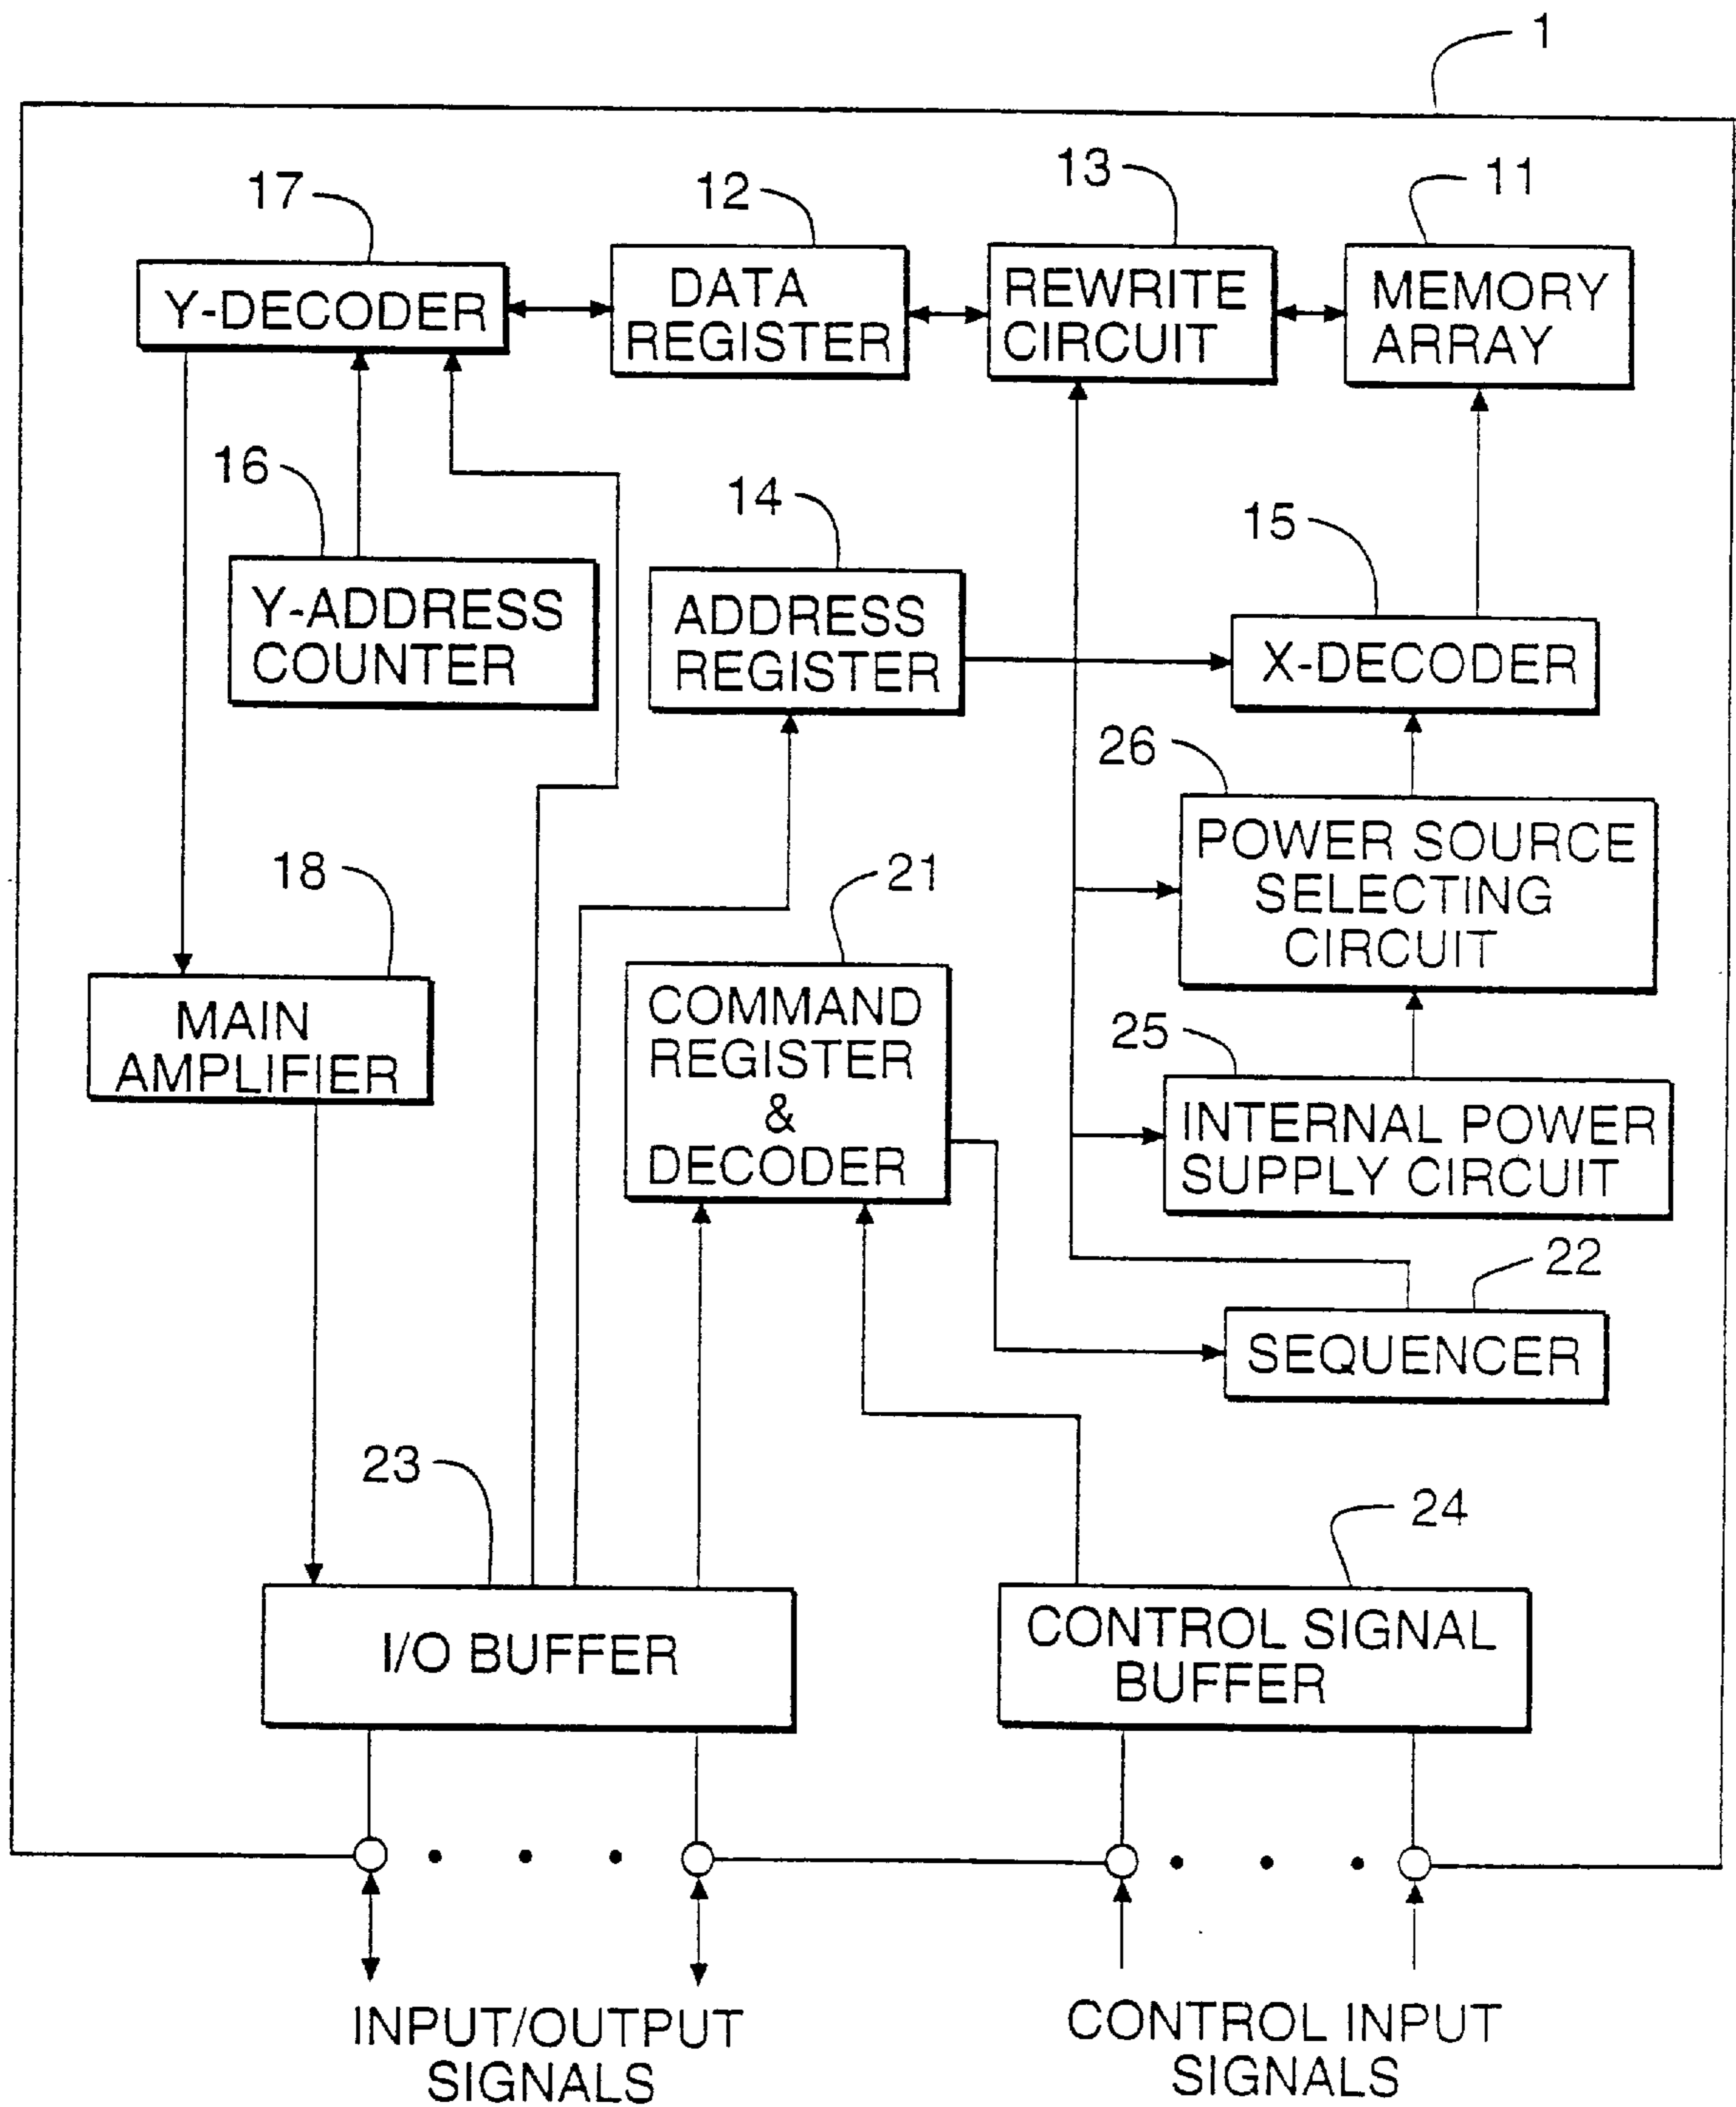 1
17
12
13
11
Y-DECODER
DATA
REGISTER
REWRITE
CIRCUIT
MEMORY
ARRAY
16
14
15
Y-ADDRESS
COUNTER
ADDRESS
REGISTER
X-DECODER
26
POWER SOURCE
SELECTING
CIRCUIT
18
21
MAIN
AMPLIFIER
COMMAND
REGISTER
&
DECODER
25
INTERNAL POWER
SUPPLY CIRCUIT
22
SEQUENCER
23
24
I/O BUFFER
CONTROL SIGNAL
BUFFER
INPUT/OUTPUT
SIGNALS
CONTROL INPUT
SIGNALS